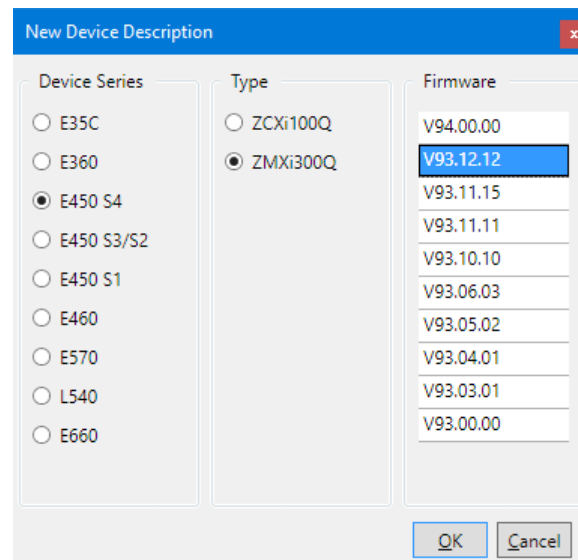 New Device Description
x
Device Series
E35C
E360
E450 S4
E450 S3/S2
E450 S1
E460
E570
L540
E660
Type
ZCXi100Q
ZMXi300Q
Firmware
V94.00.00
V93.12.12
V93.11.15
V93.11.11
V93.10.10
V93.06.03
V93.05.02
V93.04.01
V93.03.01
V93.00.00
OK
Cancel